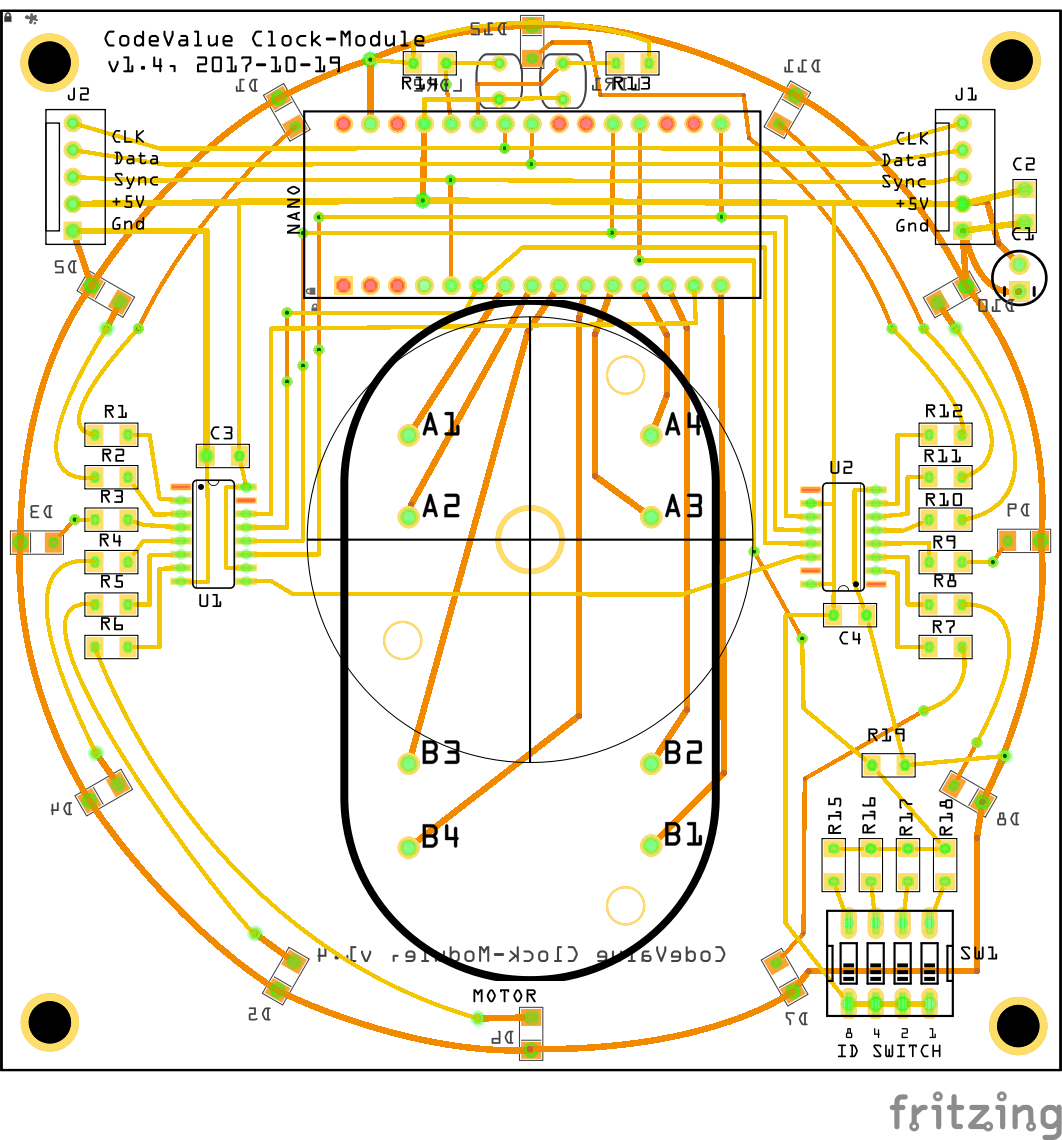 CodeValue Clock-Module
v1.4, 2017-10-19
D12
D1
R14
LDR1
R13
D11
J2
CLK
Data
Sync
+5V
Gnd
NANO
J1
CLK
Data
Sync
+5V
Gnd
C2
C1
D2
D10
R1
R2
R3
R4
R5
R6
C3
U1
D3
A1
A2
A4
A3
U2
C4
R12
R11
R10
R9
R8
R7
D9
B3
B4
B2
B1
R19
D4
D8
R15
R16
R17
R18
SW1
CodeValue Clock-Module, v1.4
MOTOR
D5
D6
D7
8 4 2 1
ID SWITCH
fritzing